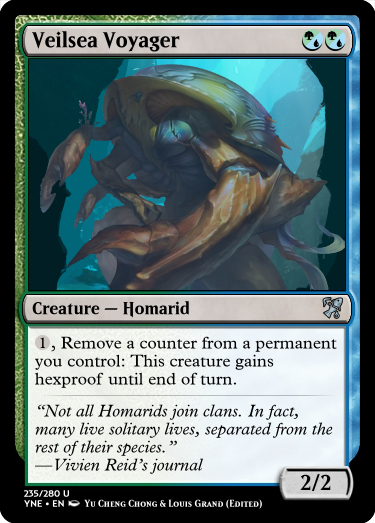 Veilsea Voyager
Creature — Homarid
1, Remove a counter from a permanent
you control: This creature gains
hexproof until end of turn.
“Not all Homarids join clans. In fact,
many live solitary lives, separated from the
rest of their species.”
—Vivien Reid’s journal
2/2
235/280 U
YNE • EN Yu Cheng Chong & Louis Grand (Edited)